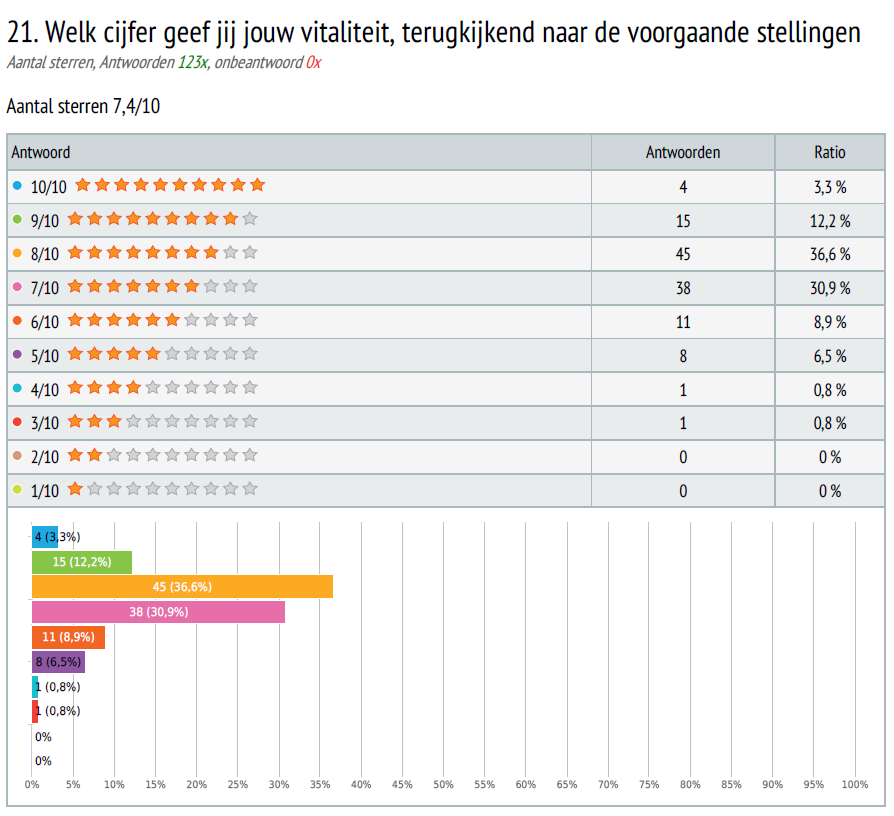 21. Welk cijfer geef jij jouw vitaliteit, terugkijkend naar de voorgaande stellingen
Aantal sterren, Antwoorden 123x, onbeantwoord 0x
Aantal sterren 7,4/10
Antwoord Antwoorden Ratio
10/10 4 3,3 %
9/10 15 12,2 %
8/10 45 36,6 %
7/10 38 30,9 %
6/10 11 8,9 %
5/10 8 6,5 %
4/10 1 0,8 %
3/10 1 0,8 %
2/10 0 0 %
1/10 0 0 %
4 (3,3%)
15 (12,2%)
45 (36,6%)
38 (30,9%)
11 (8,9%)
8 (6,5%)
1 (0,8%)
1 (0,8%)
0%
0%
0% 5% 10% 15% 20% 25% 30% 35% 40% 45% 50% 55% 60% 65% 70% 75% 80% 85% 90% 95% 100%